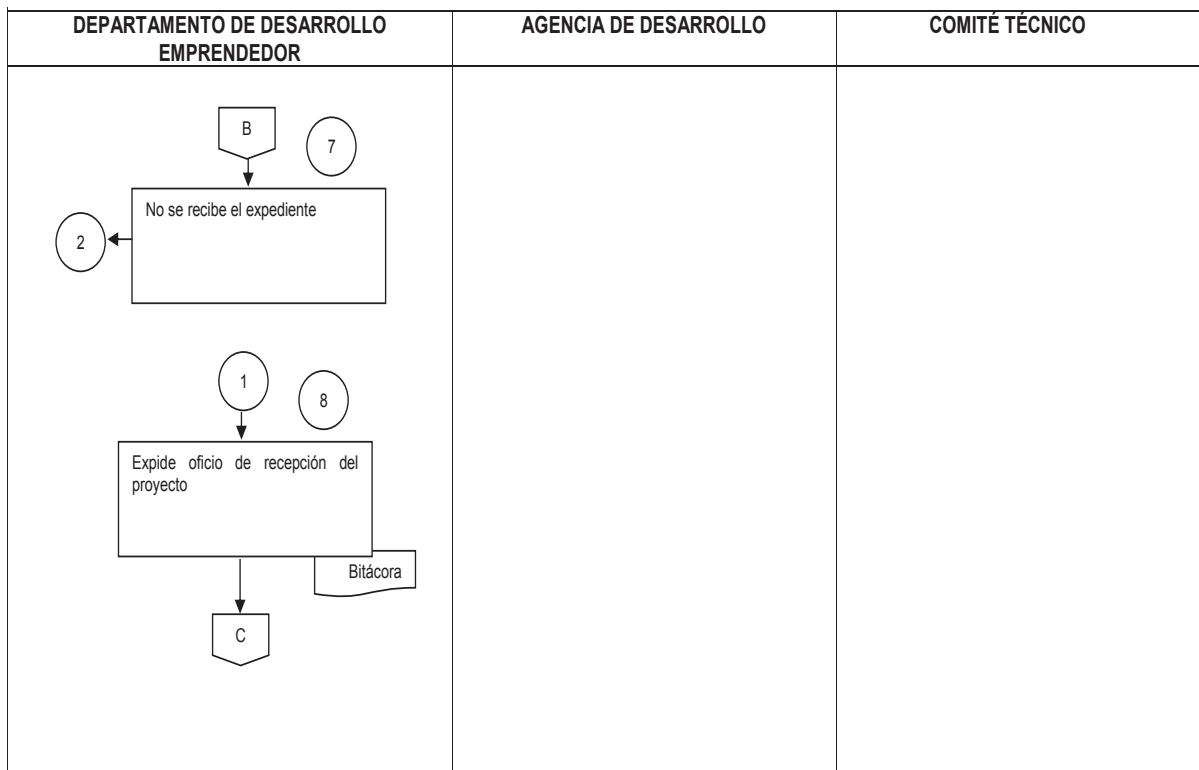 DEPARTAMENTO DE DESARROLLO
EMPRENDEDOR
AGENCIA DE DESARROLLO
COMITÉ TÉCNICO
B
7
No se recibe el expediente
2
1
8
Expide oficio de recepción del
proyecto
Bitácora
C